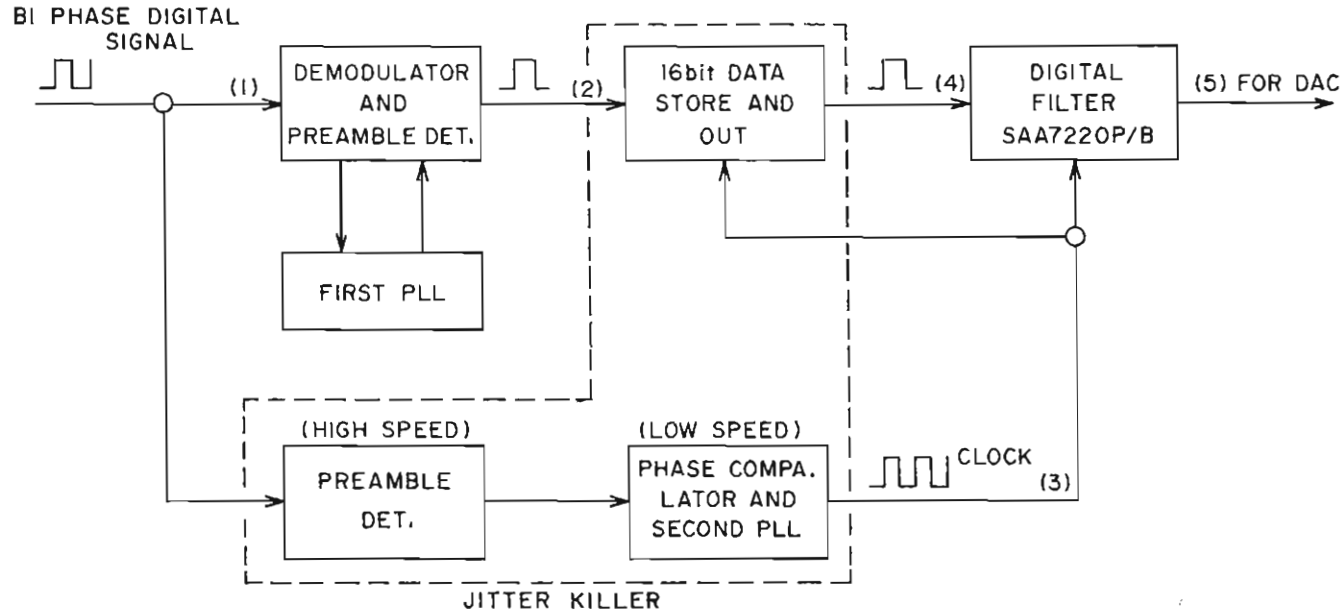 BI PHASE DIGITAL
SIGNAL
(1)
DEMODULATOR
AND
PREAMBLE DET.
(2)
16bit DATA
STORE AND
OUT
(4)
DIGITAL
FILTER
SAA7220P/B
(5) FOR DAC
FIRST PLL
(HIGH SPEED)
PREAMBLE
DET.
(LOW SPEED)
PHASE COMPA.
LATOR AND
SECOND PLL
CLOCK
(3)
JITTER KILLER